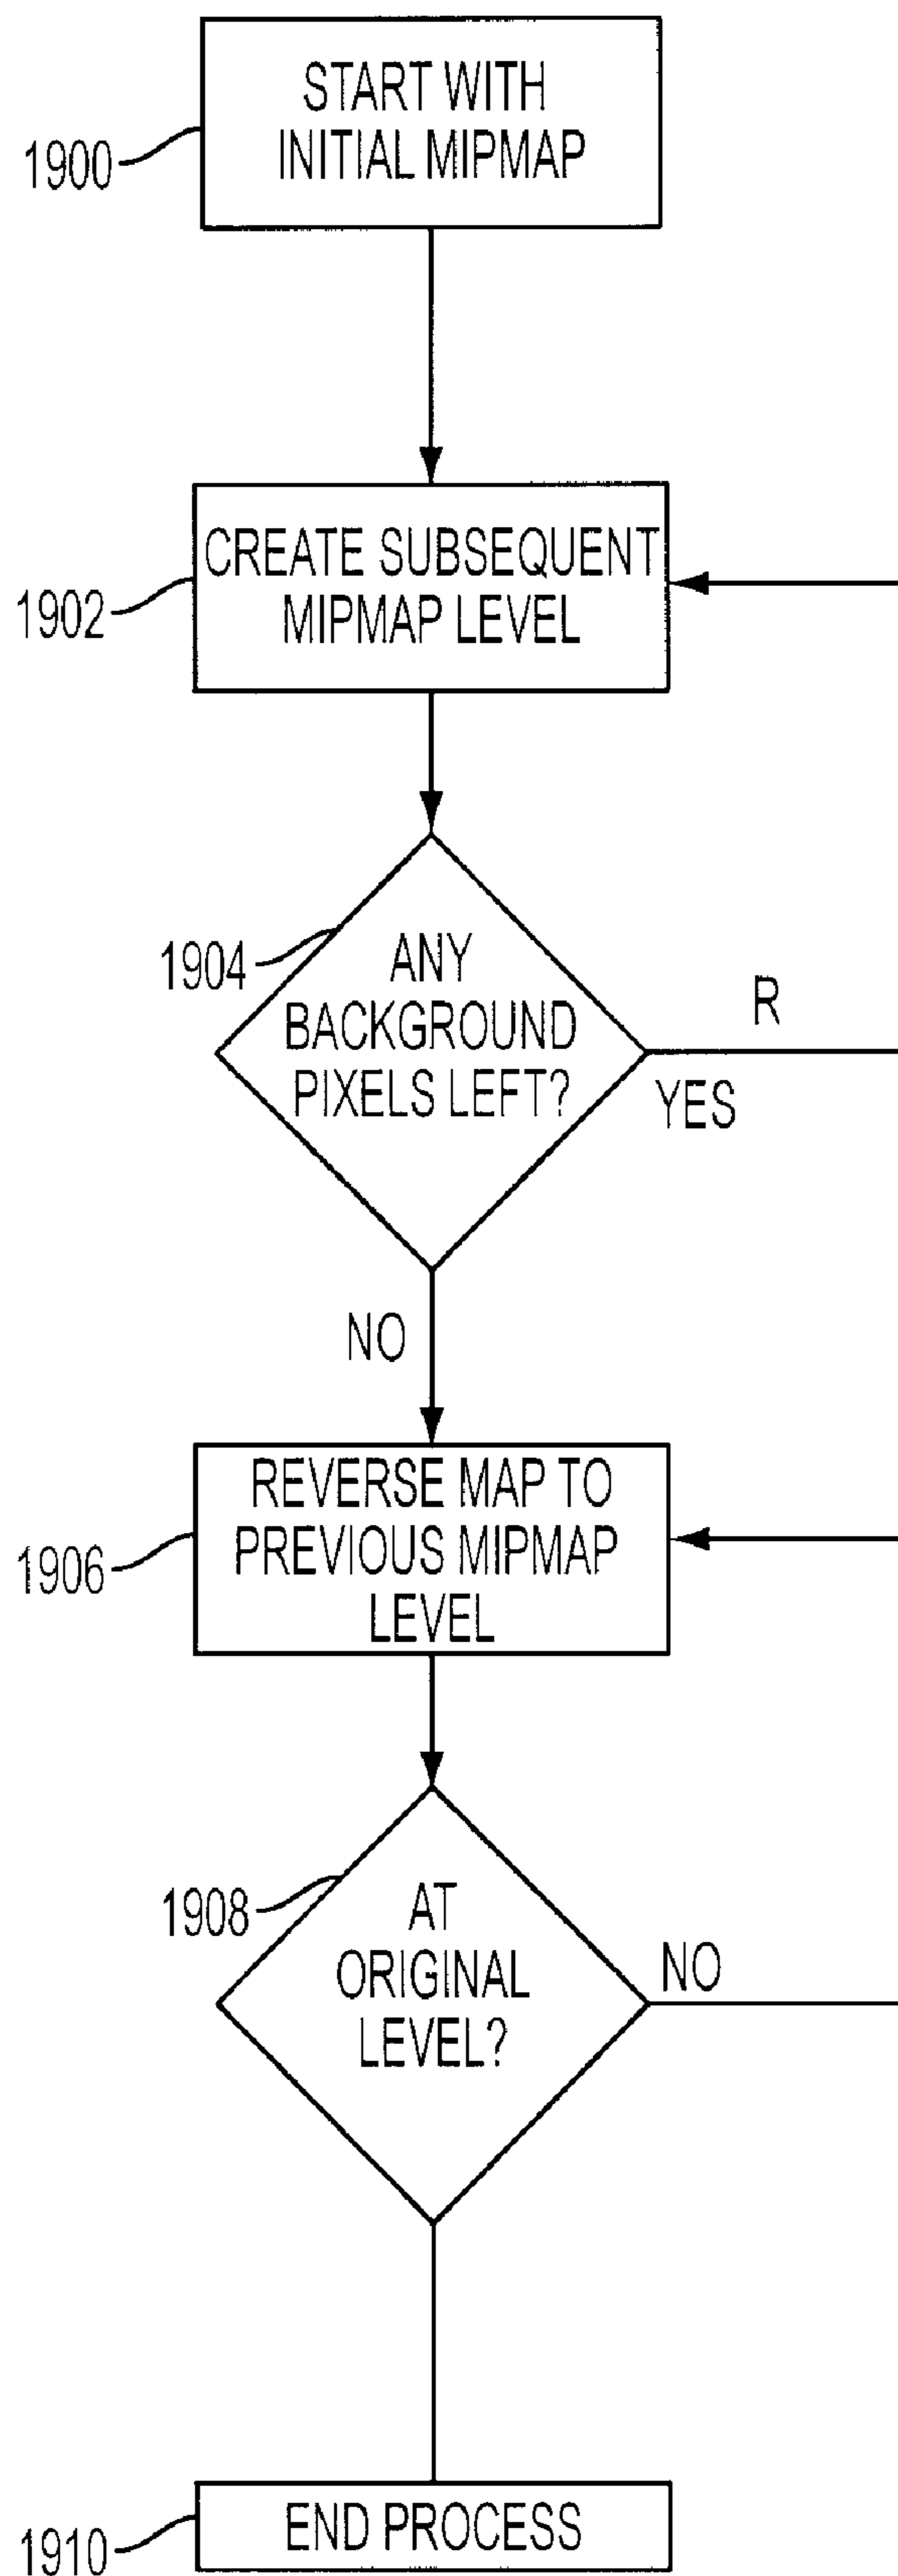 START WITH
INITIAL MIPMAP
1900
CREATE SUBSEQUENT
MIPMAP LEVEL
1902
1904
ANY
BACKGROUND
PIXELS LEFT?
R
YES
NO
REVERSE MAP TO
PREVIOUS MIPMAP
LEVEL
1906
1908
AT
ORIGINAL
LEVEL?
NO
END PROCESS
1910